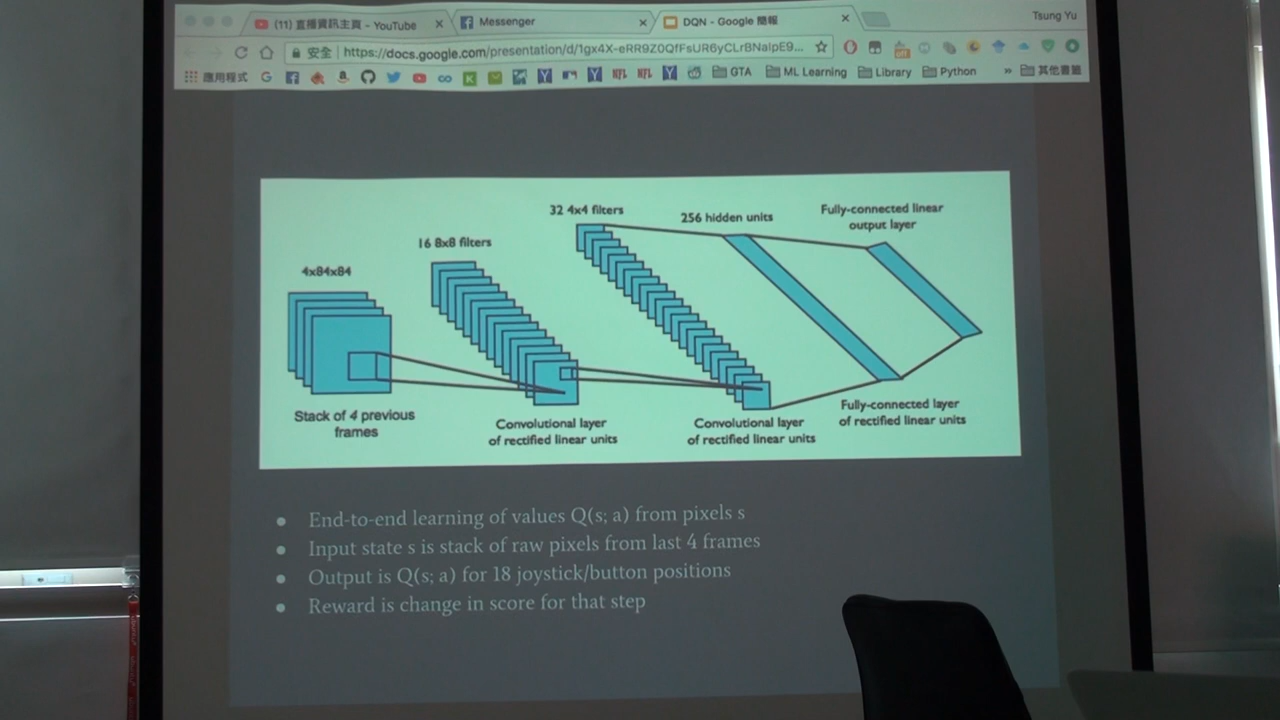 (11) 直播資訊主頁 - YouTube
Messenger
DQN - Google 簡報
Tsung Yu
安全 | https://docs.google.com/presentation/d/1gx4X-eRR9Z0QfFsUR6yCLr8NaIpE9...
應用程式
GTA
ML Learning
Library
Python
» 其他書籤
4x84x84
16 8x8 filters
32 4x4 filters
256 hidden units
Fully-connected linear
output layer
Stack of 4 previous
frames
Convolutional layer
of rectified linear units
Convolutional layer
of rectified linear units
Fully-connected layer
of rectified linear units
● End-to-end learning of values Q(s; a) from pixels s
● Input state s is stack of raw pixels from last 4 frames
● Output is Q(s; a) for 18 joystick/button positions
● Reward is change in score for that step